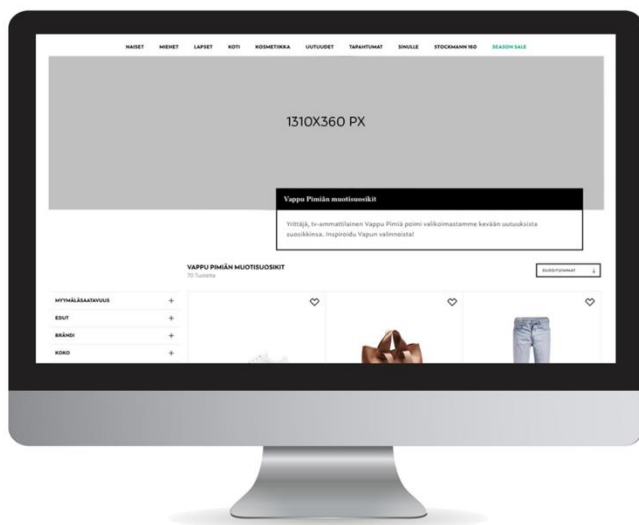 NAISET MIEHET LAPSET KOTI KOSMETIIKKA UUTUUDET TAPAHTUMAT SINULLE STOCKMANN 160 SEASON SALE
1310X360 PX
Vappu Pimiän muotisuosikit
Yrittäjä, tv-ammattilainen Vappu Pimiä poimi valikoimastamme kevään uutuuksista
suosikkinsa. Inspiroidu Vapun valinnoista!
VAPPU PIMIÄN MUOTISUOSIKIT
70 Tuotetta
SUOSITUIMMAT
MYYMÄLÄSAATAVUUS +
EDUT +
BRÄNDI +
KOKO +